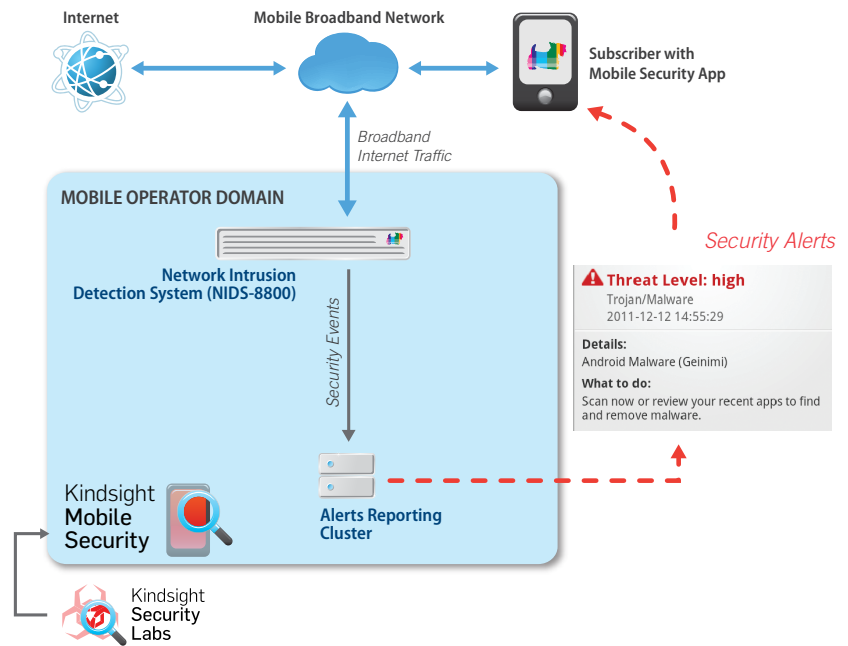 Internet
Mobile Broadband Network
Subscriber with
Mobile Security App
Broadband
Internet Traffic
MOBILE OPERATOR DOMAIN
Network Intrusion
Detection System (NIDS-8800)
Security Events
Security Alerts
Threat Level: high
Trojan/Malware
2011-12-12 14:55:29
Details:
Android Malware (Geinimi)
What to do:
Scan now or review your recent apps to find
and remove malware.
Alerts Reporting
Cluster
Kindsight
Mobile
Security
Kindsight
Security
Labs